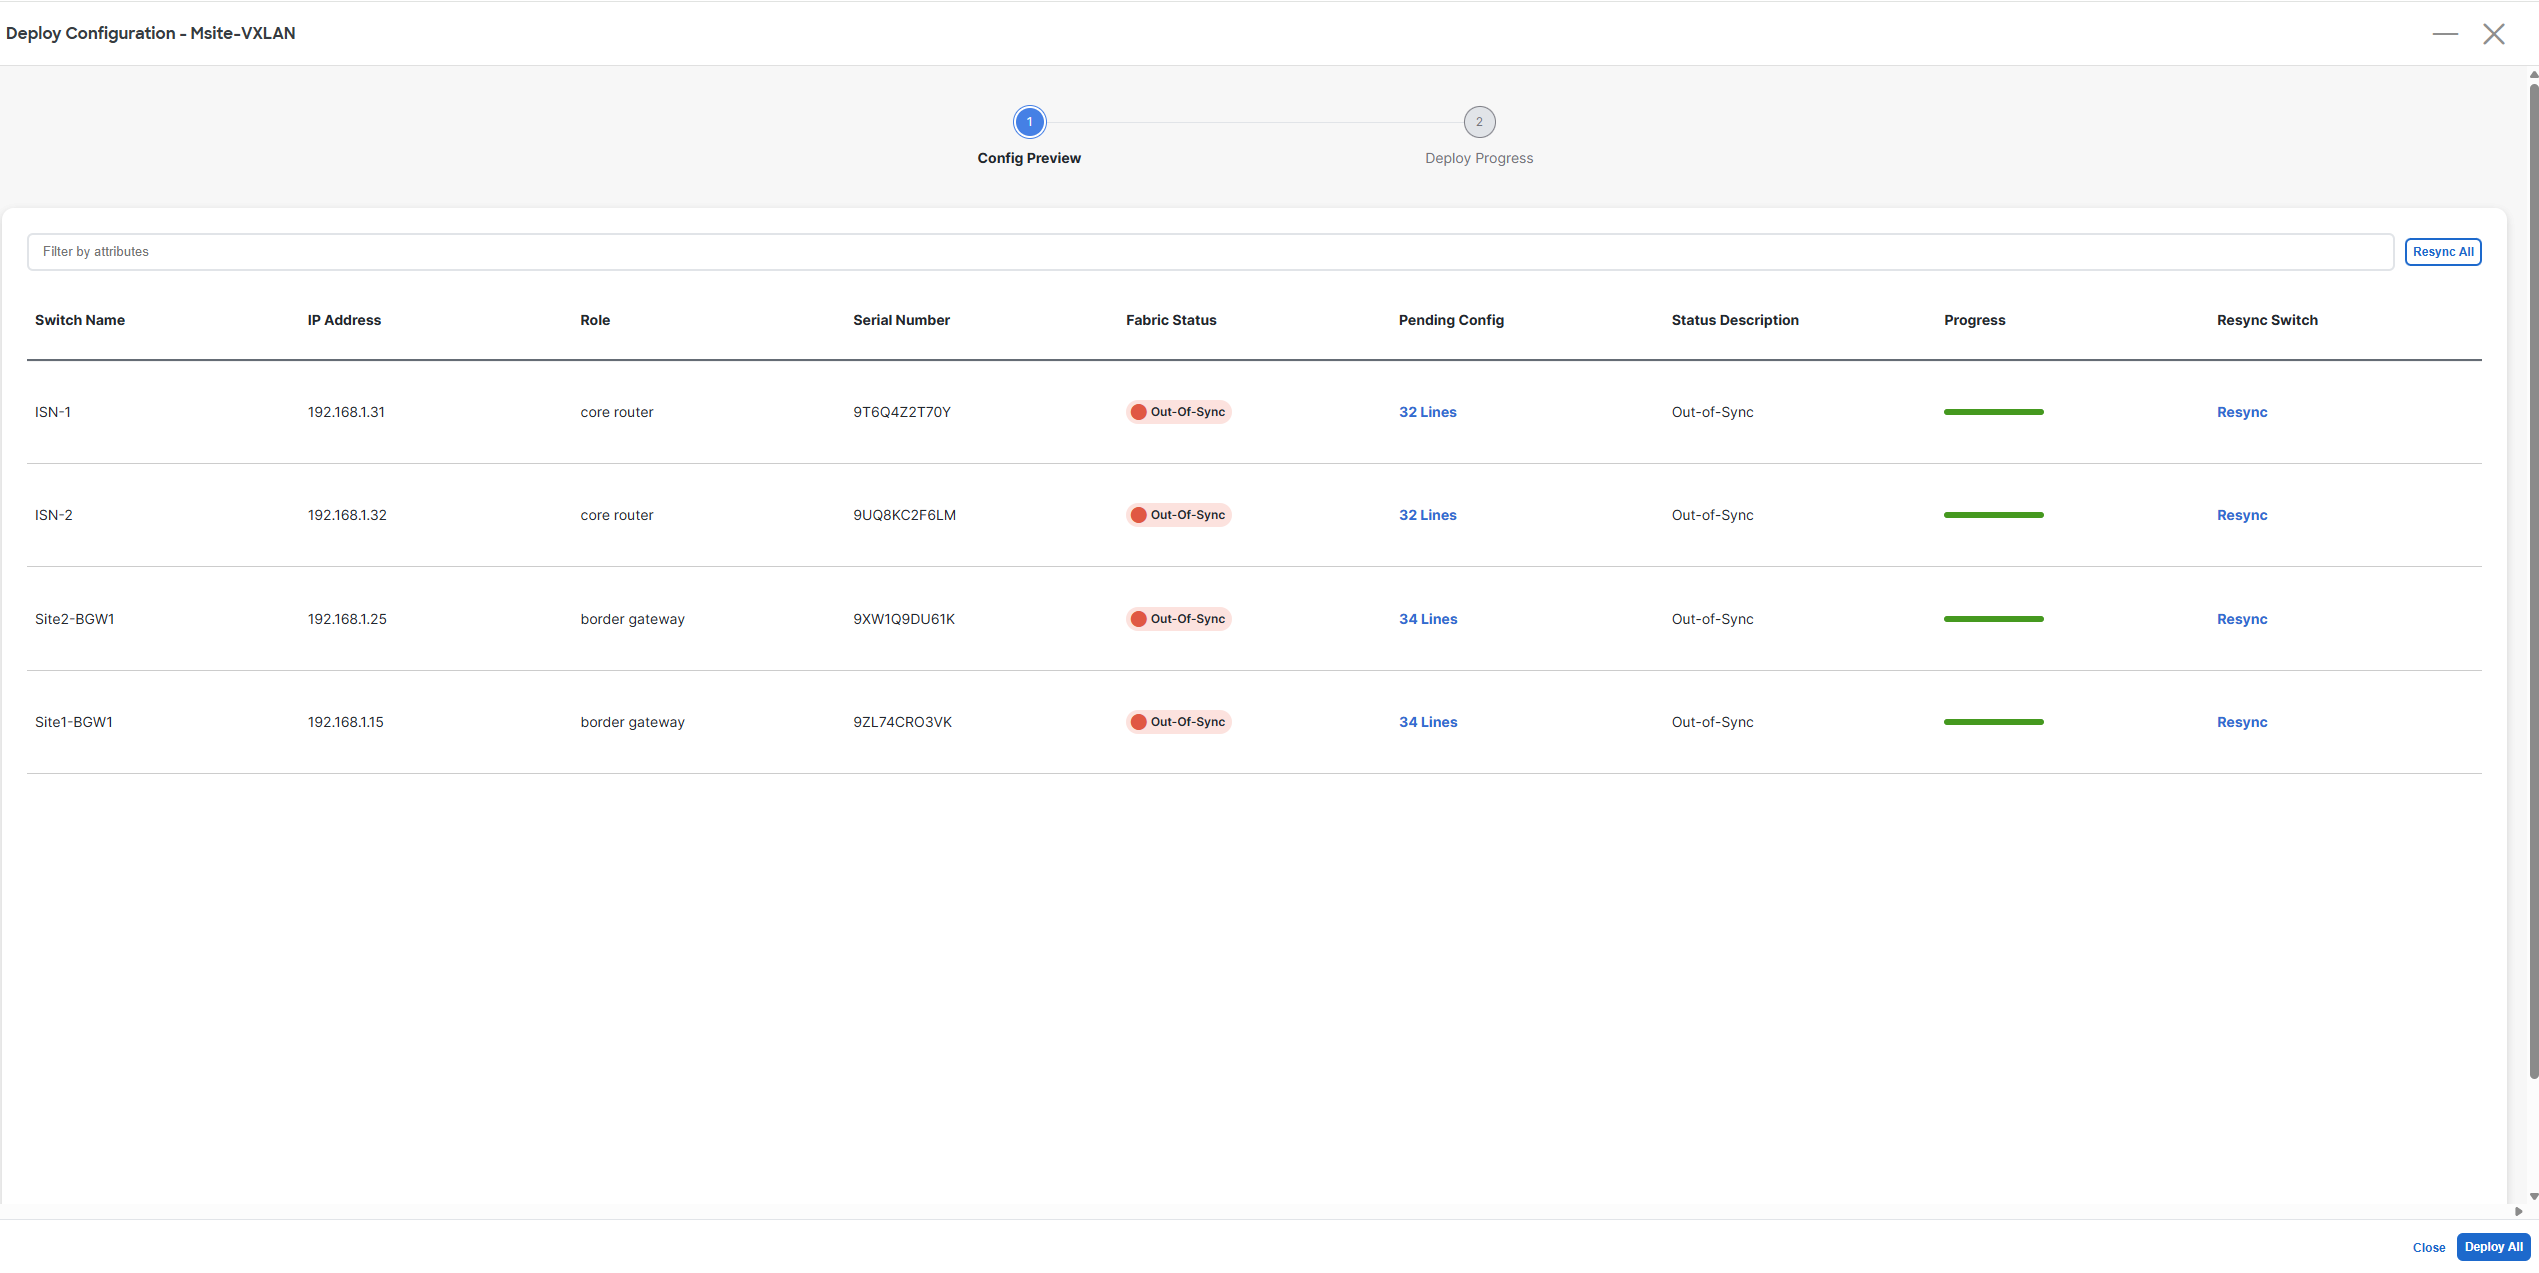 Deploy Configuration - Msite-VXLAN
1
2
Config Preview
Deploy Progress
Filter by attributes
Resync All
Switch Name IP Address Role Serial Number Fabric Status Pending Config Status Description Progress Resync Switch
ISN-1 192.168.1.31 core router 9T6Q4Z2T70Y Out-Of-Sync 32 Lines Out-of-Sync Resync
ISN-2 192.168.1.32 core router 9UQ8KC2F6LM Out-Of-Sync 32 Lines Out-of-Sync Resync
Site2-BGW1 192.168.1.25 border gateway 9XW1Q9DU61K Out-Of-Sync 34 Lines Out-of-Sync Resync
Site1-BGW1 192.168.1.15 border gateway 9ZL74CRO3VK Out-Of-Sync 34 Lines Out-of-Sync Resync
Close Deploy All